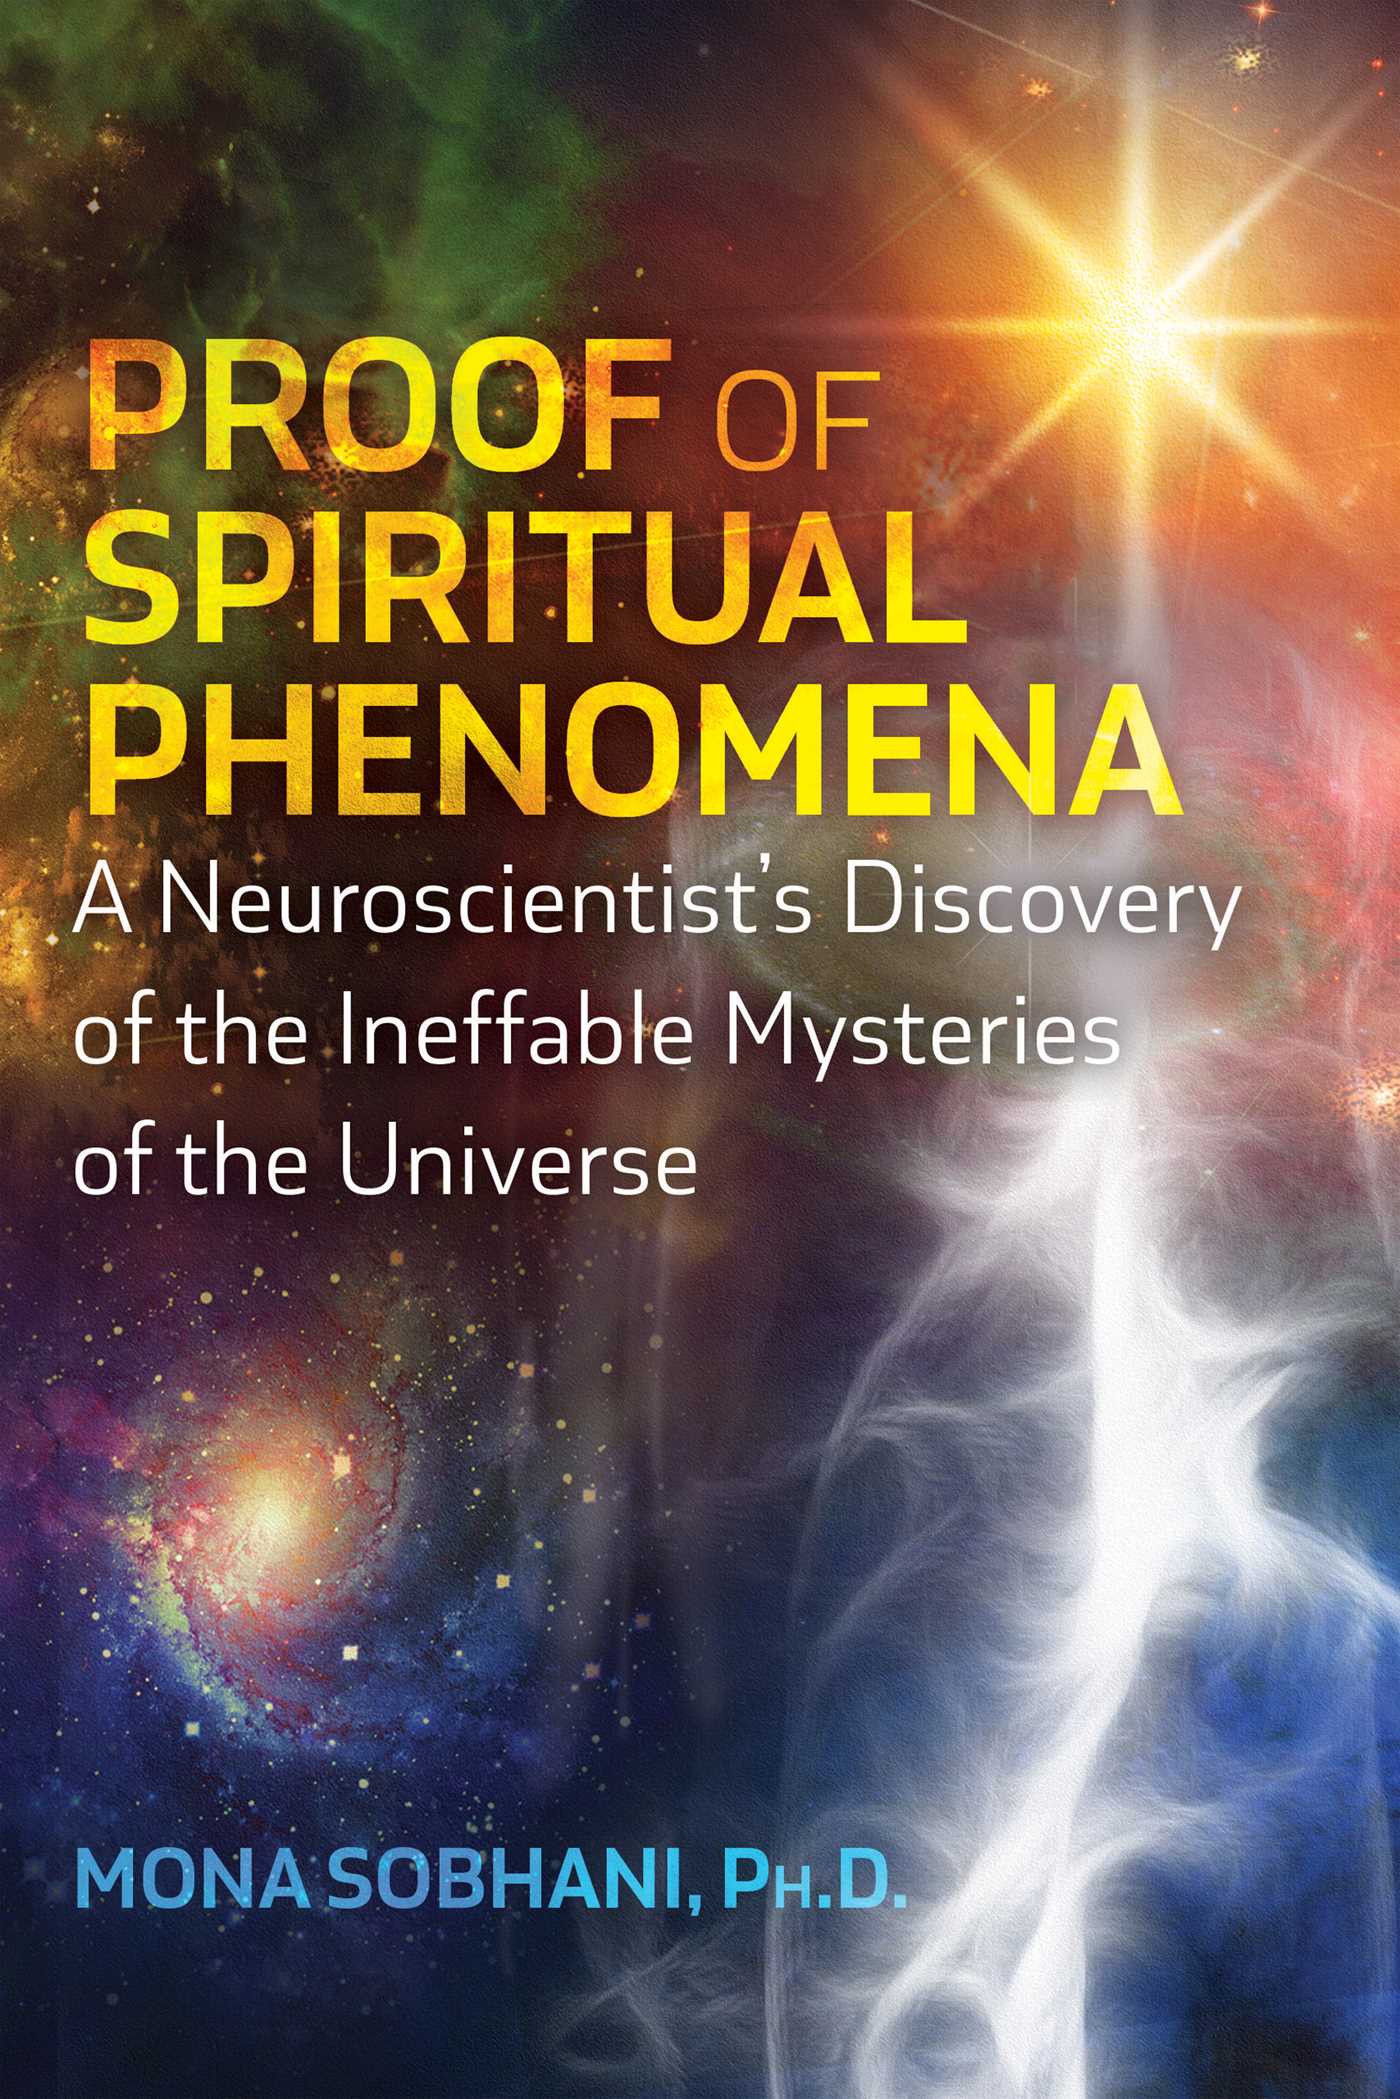 PROOF OF
SPIRITUAL
PHENOMENA
A Neuroscientist's Discovery
of the Ineffable Mysteries
of the Universe
MONA SOBHANI, PH.D.